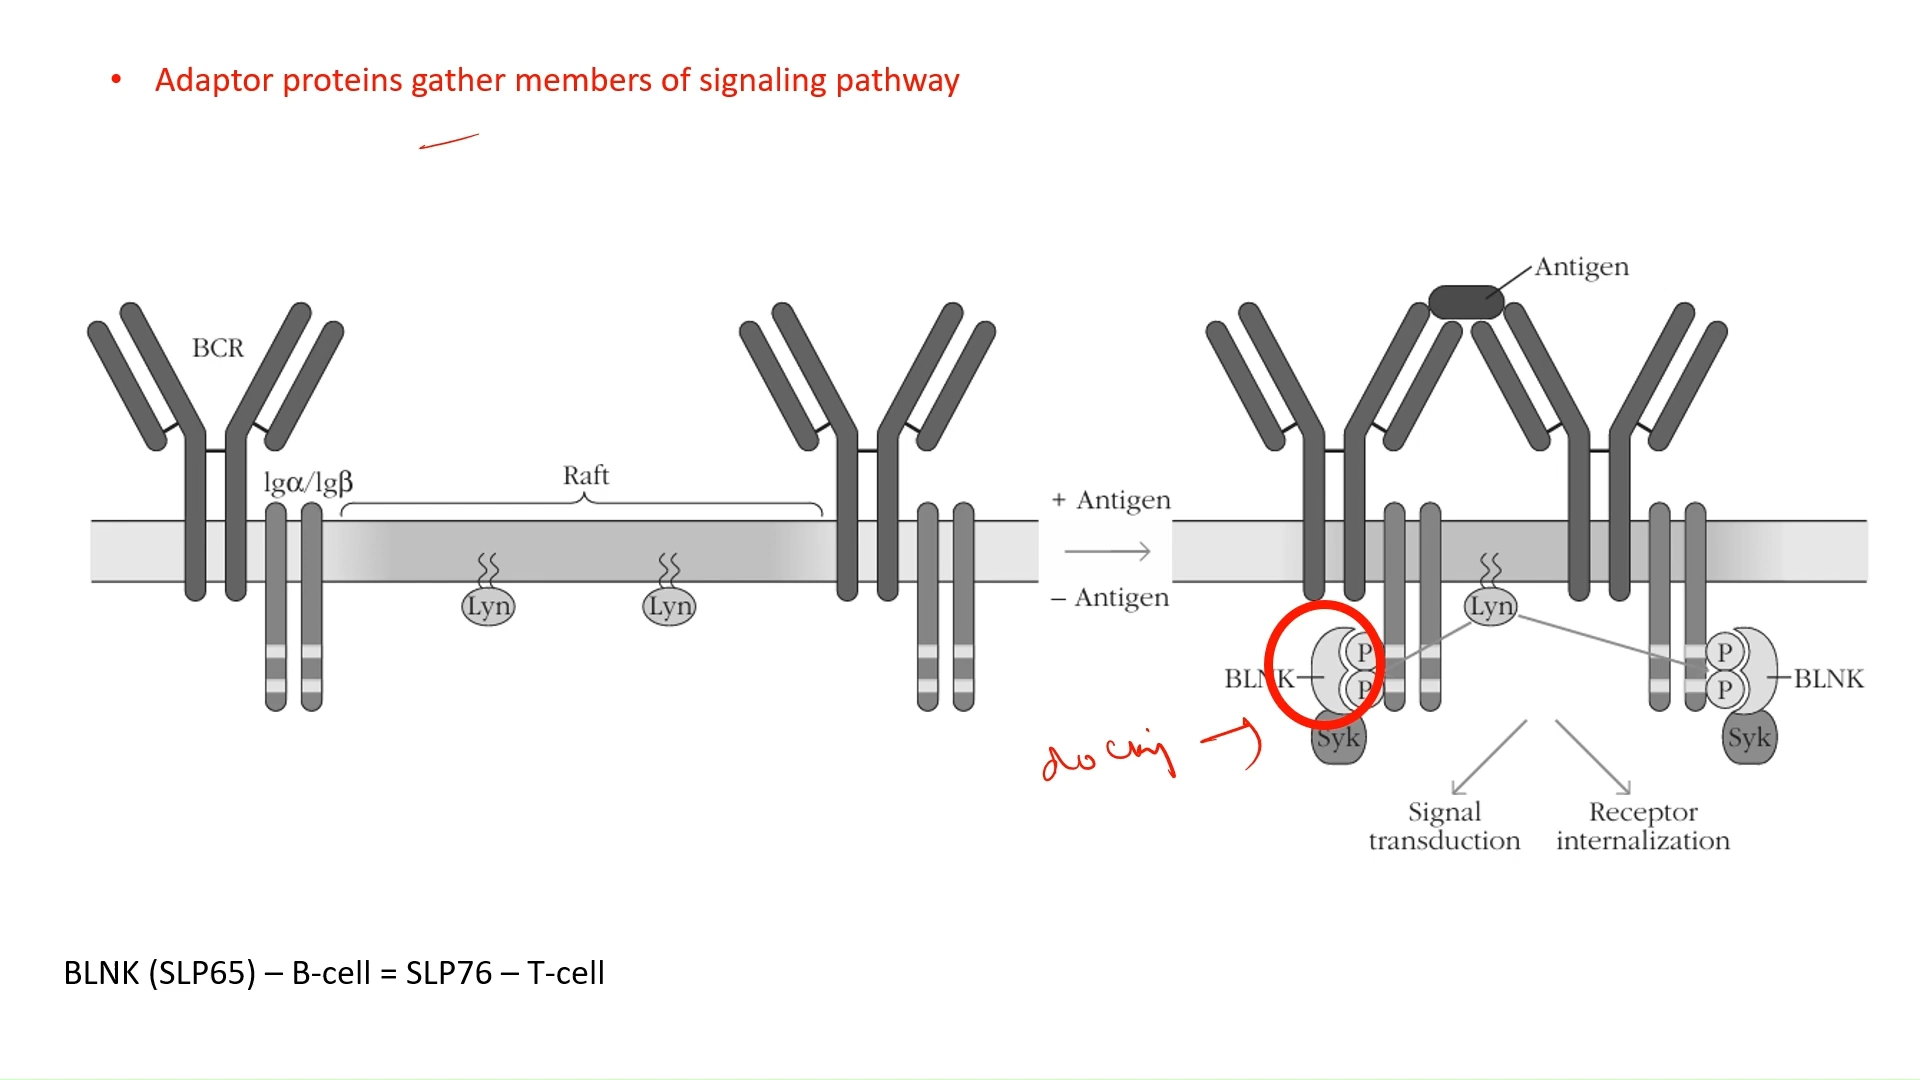 • Adaptor proteins gather members of signaling pathway
Antigen
BCR
Igα/Igβ
Raft
+ Antigen
− Antigen
Lyn
Lyn
Lyn
BLNK
P
P
P
P
BLNK
Syk
Syk
docking →
Signal
transduction
Receptor
internalization
BLNK (SLP65) – B-cell = SLP76 – T-cell